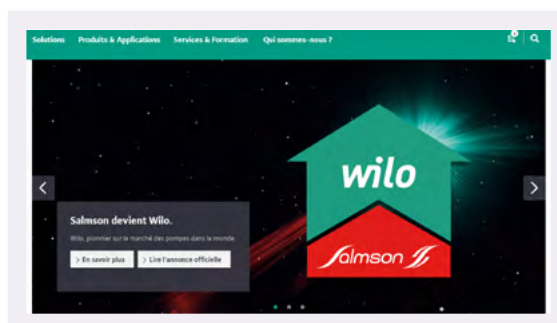 Solutions Produits & Applications Services & Formation Qui sommes-nous ?
wilo
Salmson devient Wilo.
Wilo, pionnier sur le marché des pompes dans le monde
> En savoir plus > Lire l'annonce officielle
Salmson